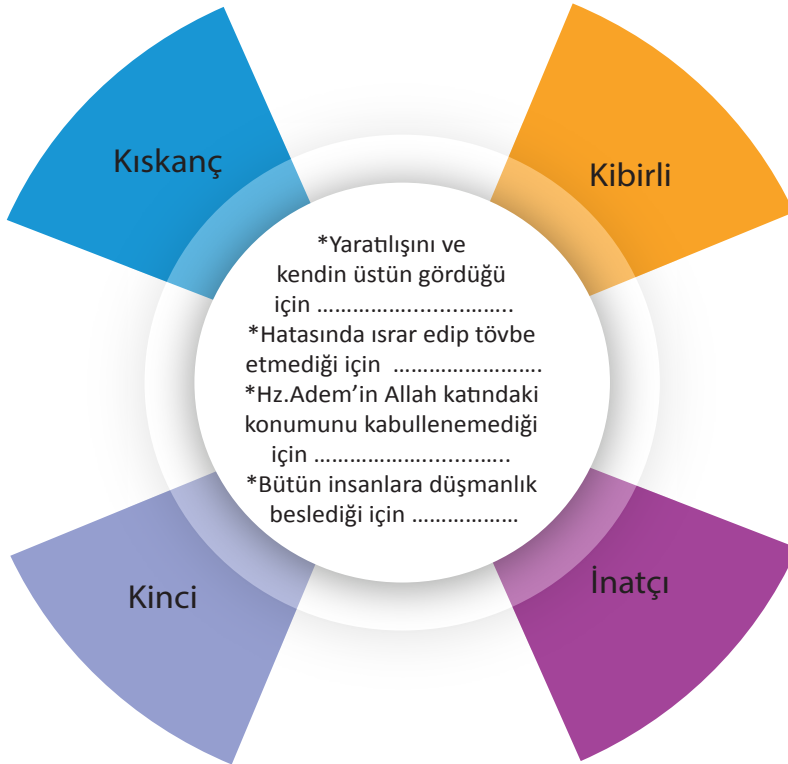 Kıskanç
Kibirli
*Yaratılışını ve
kendin üstün gördüğü
için ……………..........……..
*Hatasında ısrar edip tövbe
etmediği için …………………….
*Hz.Adem’in Allah katındaki
konumunu kabullenemediği
için ……………….........…..
*Bütün insanlara düşmanlık
beslediği için ………………
Kinci
İnatçı